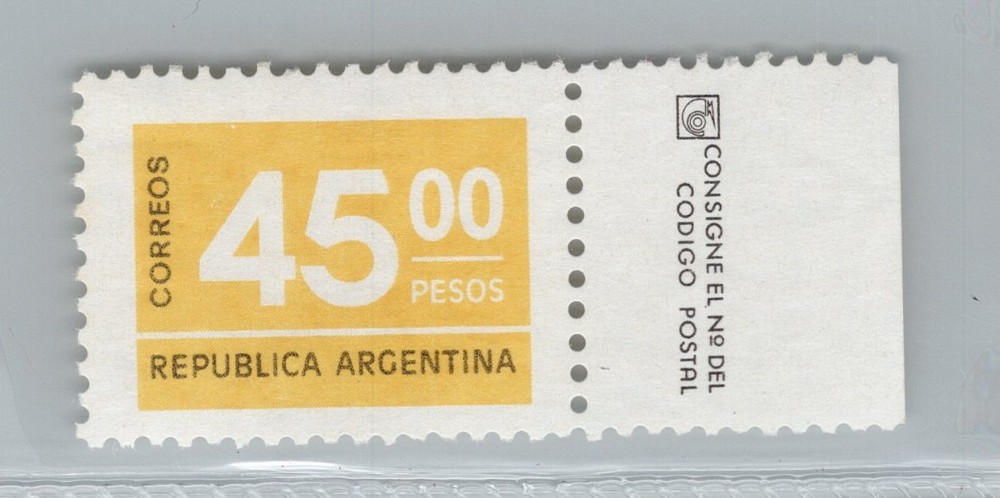 CORREOS
45 00
PESOS
REPUBLICA ARGENTINA
CONSIGNE EL Nº DEL
CODIGO POSTAL